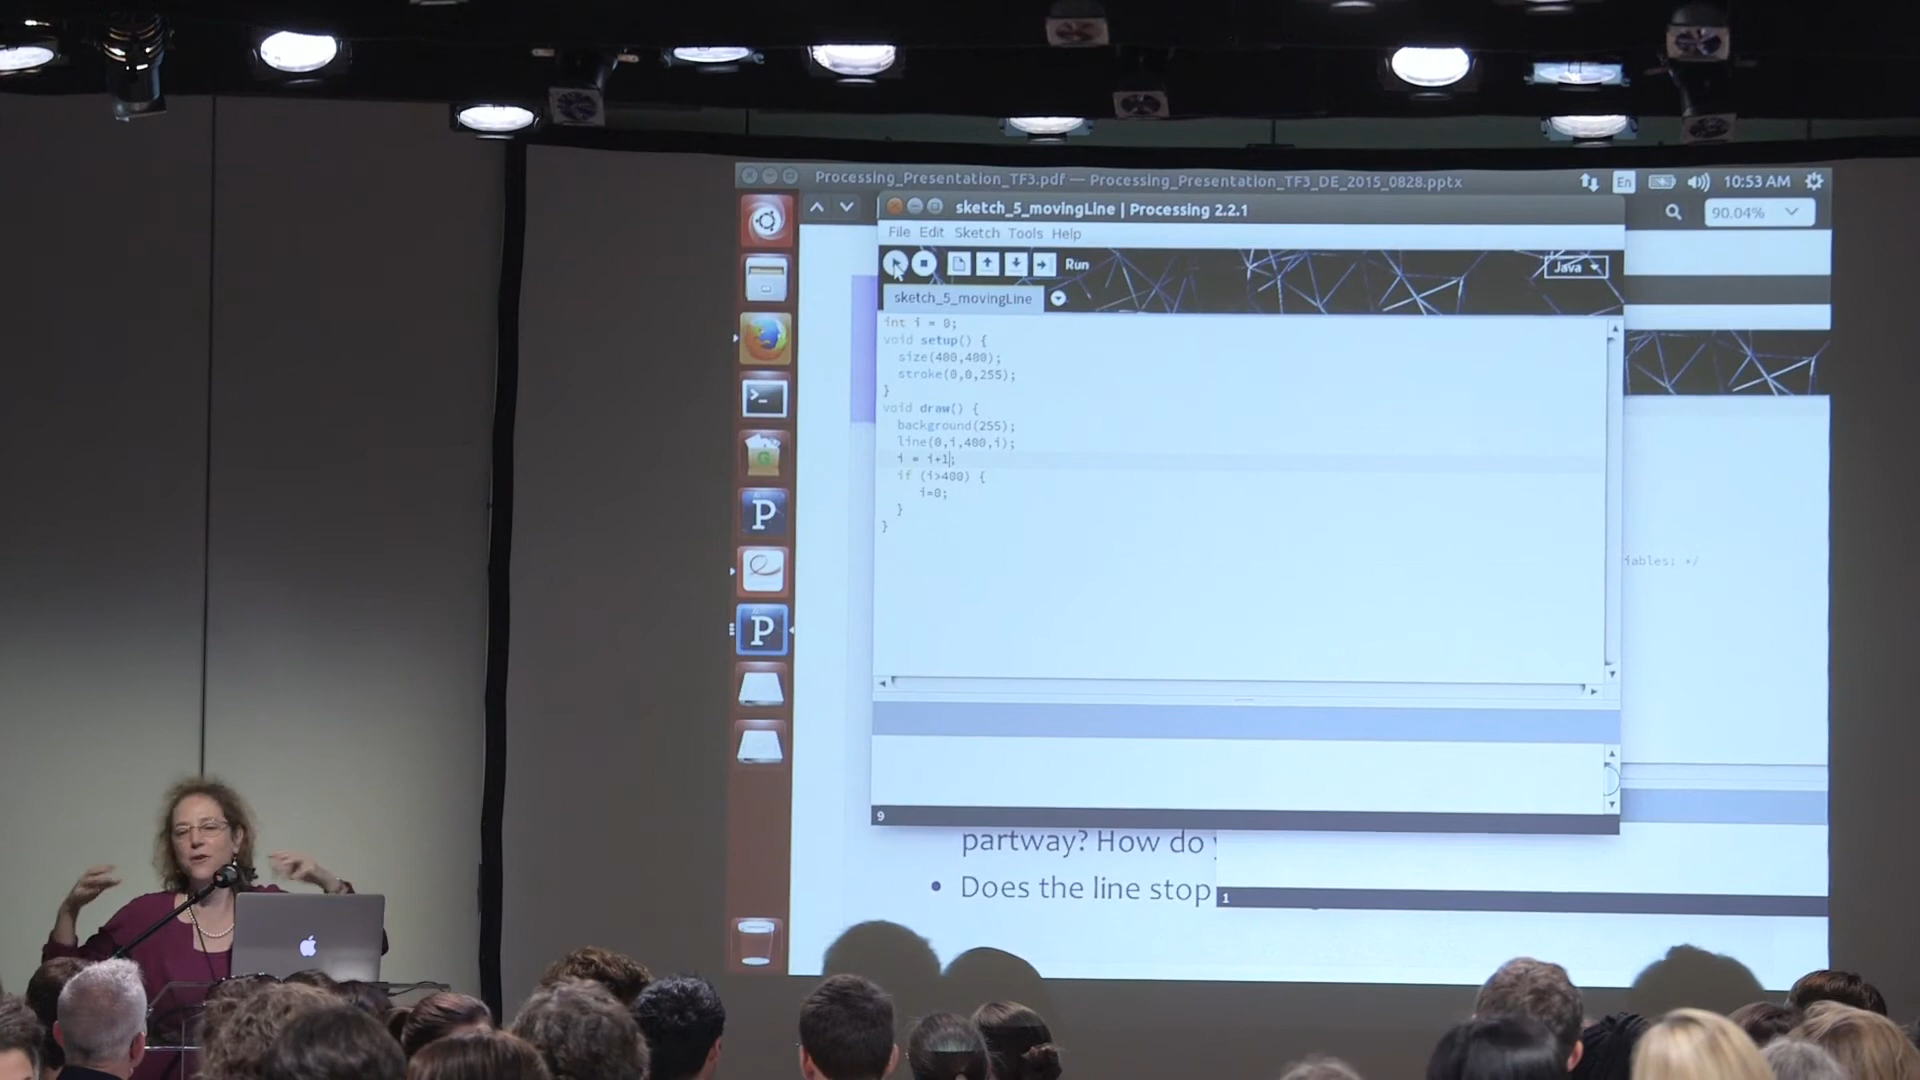 Processing_Presentation_TF3.pdf — Processing_Presentation_TF3_DE_2015_0828.pptx
En
10:53 AM
sketch_5_movingLine | Processing 2.2.1
90.04%
File Edit Sketch Tools Help
Run
Java
sketch_5_movingLine
int i = 0;
void setup() {
size(400,400);
stroke(0,0,255);
}
void draw() {
background(255);
line(0,i,400,i);
i = i+1;
if (i>400) {
i=0;
}
}
iables: */
P
P
9
partway? How do
• Does the line stop
1